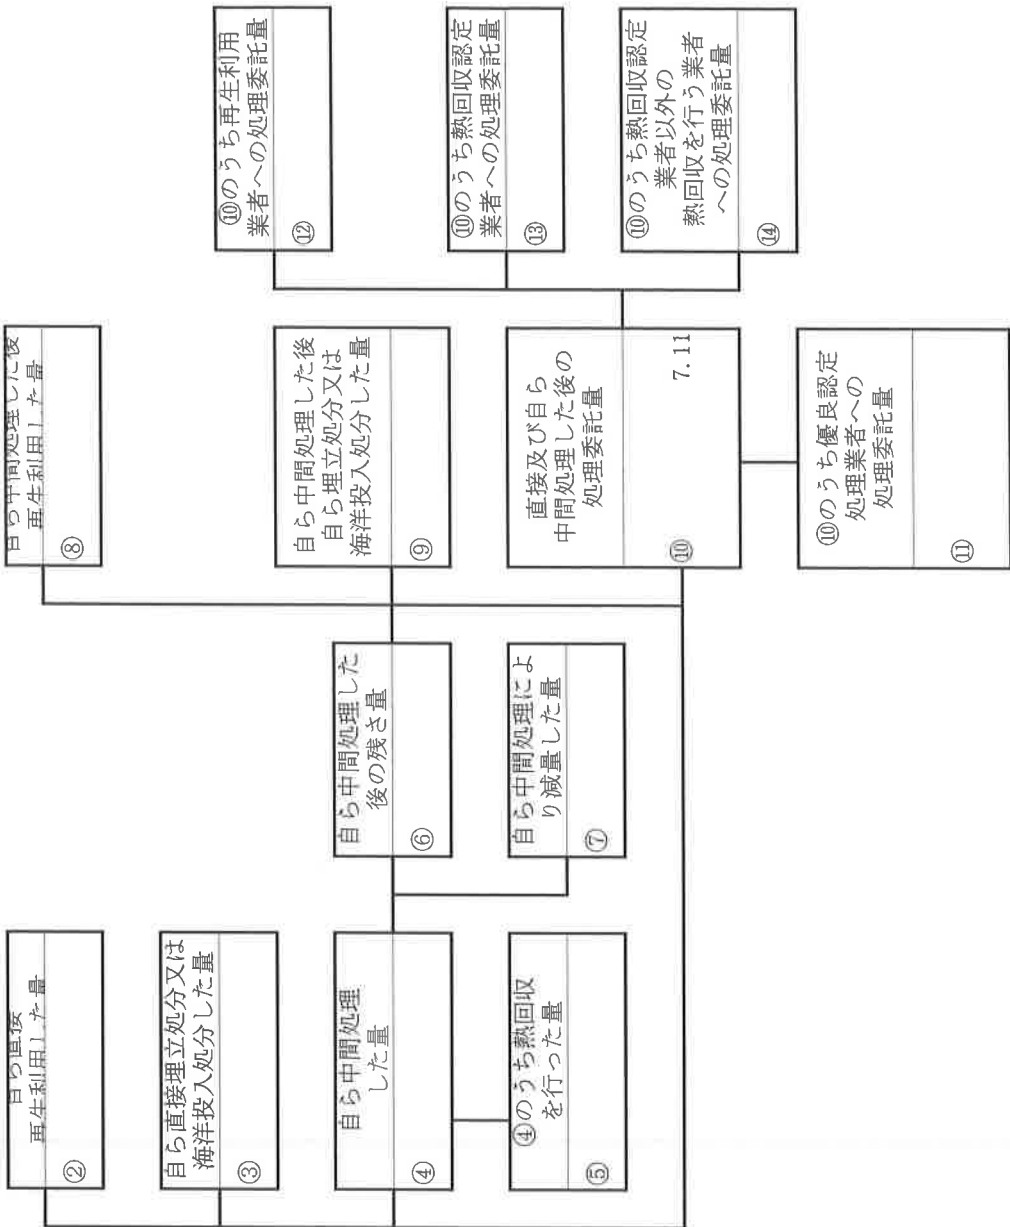 自ら直接
再生利用した量
②
自ら直接埋立処分又は
海洋投入処分した量
③
自ら中間処理
した量
④
④のうち熱回収
を行った量
⑤
自ら中間処理した
後の残さ量
⑥
自ら中間処理によ
り減量した量
⑦
自ら中間処理した後
再生利用した量
⑧
自ら中間処理した後
自ら埋立処分又は
海洋投入処分した量
⑨
直接及び自ら
中間処理した後の
処理委託量
⑩
7.11
⑩のうち優良認定
処理業者への
処理委託量
⑪
⑩のうち再生利用
業者への処理委託量
⑫
⑩のうち熱回収認定
業者への処理委託量
⑬
⑩のうち熱回収認定
業者以外の
熱回収を行う業者
への処理委託量
⑭